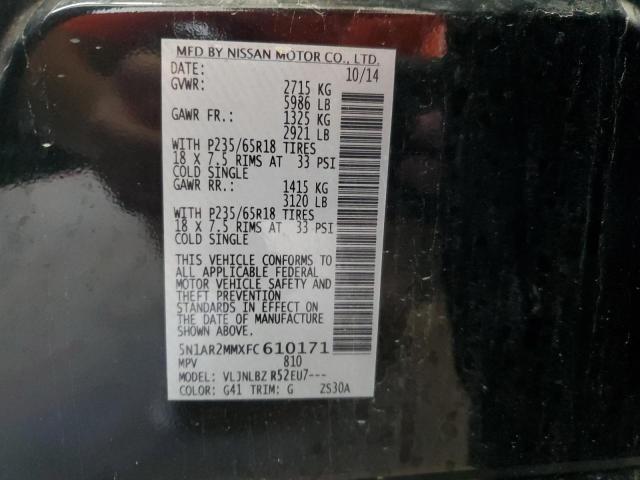 MFD BY NISSAN MOTOR CO., LTD.
DATE: 10/14
GVWR: 2715 KG
5986 LB
GAWR FR.: 1325 KG
2921 LB
WITH P235/65R18 TIRES
18 X 7.5 RIMS AT 33 PSI
COLD SINGLE
GAWR RR.: 1415 KG
3120 LB
WITH P235/65R18 TIRES
18 X 7.5 RIMS AT 33 PSI
COLD SINGLE
THIS VEHICLE CONFORMS TO
ALL APPLICABLE FEDERAL
MOTOR VEHICLE SAFETY AND
THEFT PREVENTION
STANDARDS IN EFFECT ON
THE DATE OF MANUFACTURE
SHOWN ABOVE.
5N1AR2MMXFC610171
MPV 810
MODEL: VLJNLBZ R52EU7---
COLOR: G41 TRIM: G ZS30A